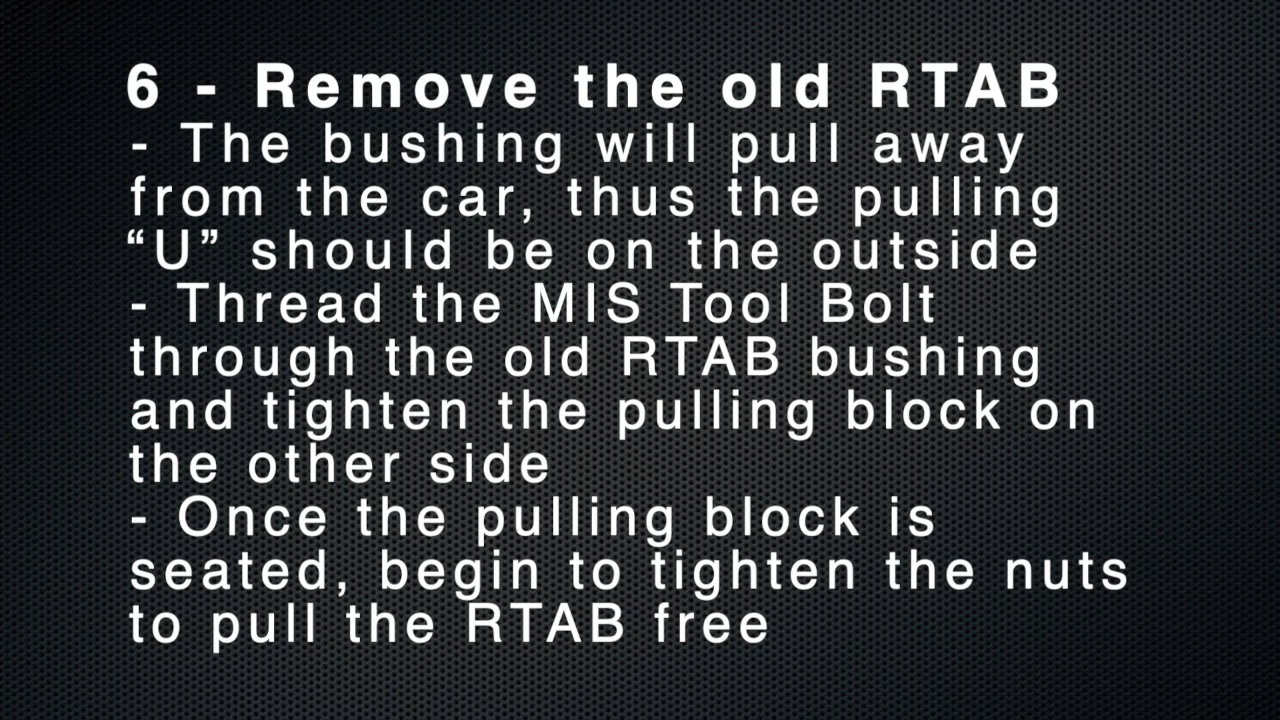 6 - Remove the old RTAB
- The bushing will pull away
from the car, thus the pulling
“U” should be on the outside
- Thread the MIS Tool Bolt
through the old RTAB bushing
and tighten the pulling block on
the other side
- Once the pulling block is
seated, begin to tighten the nuts
to pull the RTAB free